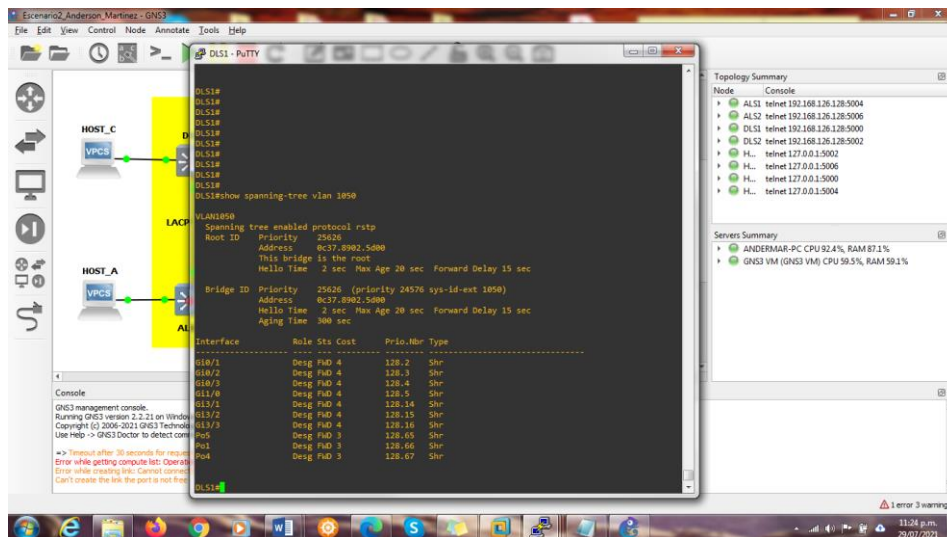 Escenario2_Anderson_Martinez - GNS3
File Edit View Control Node Annotate Tools Help
DLS1 - PuTTY
HOST_C
VPCS
LACP
HOST_A
VPCS
DLS1#
DLS1#
DLS1#
DLS1#
DLS1#
DLS1#
DLS1#
DLS1#
DLS1#
DLS1#
DLS1#show spanning-tree vlan 1050
VLAN1050
Spanning tree enabled protocol rstp
Root ID Priority 25626
Address 0c37.8902.5d00
This bridge is the root
Hello Time 2 sec Max Age 20 sec Forward Delay 15 sec
Bridge ID Priority 25626 (priority 24576 sys-id-ext 1050)
Address 0c37.8902.5d00
Hello Time 2 sec Max Age 20 sec Forward Delay 15 sec
Aging Time 300 sec
Interface Role Sts Cost Prio.Nbr Type
Gi0/1 Desg FWD 4 128.2 Shr
Gi0/2 Desg FWD 4 128.3 Shr
Gi0/3 Desg FWD 4 128.4 Shr
Gi1/0 Desg FWD 4 128.5 Shr
Gi3/1 Desg FWD 4 128.14 Shr
Gi3/2 Desg FWD 4 128.15 Shr
Gi3/3 Desg FWD 4 128.16 Shr
Po5 Desg FWD 3 128.65 Shr
Po1 Desg FWD 3 128.66 Shr
Po4 Desg FWD 3 128.67 Shr
DLS1#
Topology Summary
Node Console
ALS1 telnet 192.168.126.128:5004
ALS2 telnet 192.168.126.128:5006
DLS1 telnet 192.168.126.128:5000
DLS2 telnet 192.168.126.128:5002
H... telnet 127.0.0.1:5002
H... telnet 127.0.0.1:5006
H... telnet 127.0.0.1:5000
H... telnet 127.0.0.1:5004
Servers Summary
ANDERMAR-PC CPU 92.4%, RAM 87.1%
GNS3 VM (GNS3 VM) CPU 59.5%, RAM 59.1%
Console
GNS3 management console.
Running GNS3 version 2.2.21 on Window
Copyright (c) 2006-2021 GNS3 Technolo
Use Help -> GNS3 Doctor to detect com
=> Timeout after 30 seconds for reque
Error while getting compute list: Operati
Error while creating link: Cannot connec
Can't create the link the port is not free
1 error 3 warning
11:24 p.m.
29/07/2021